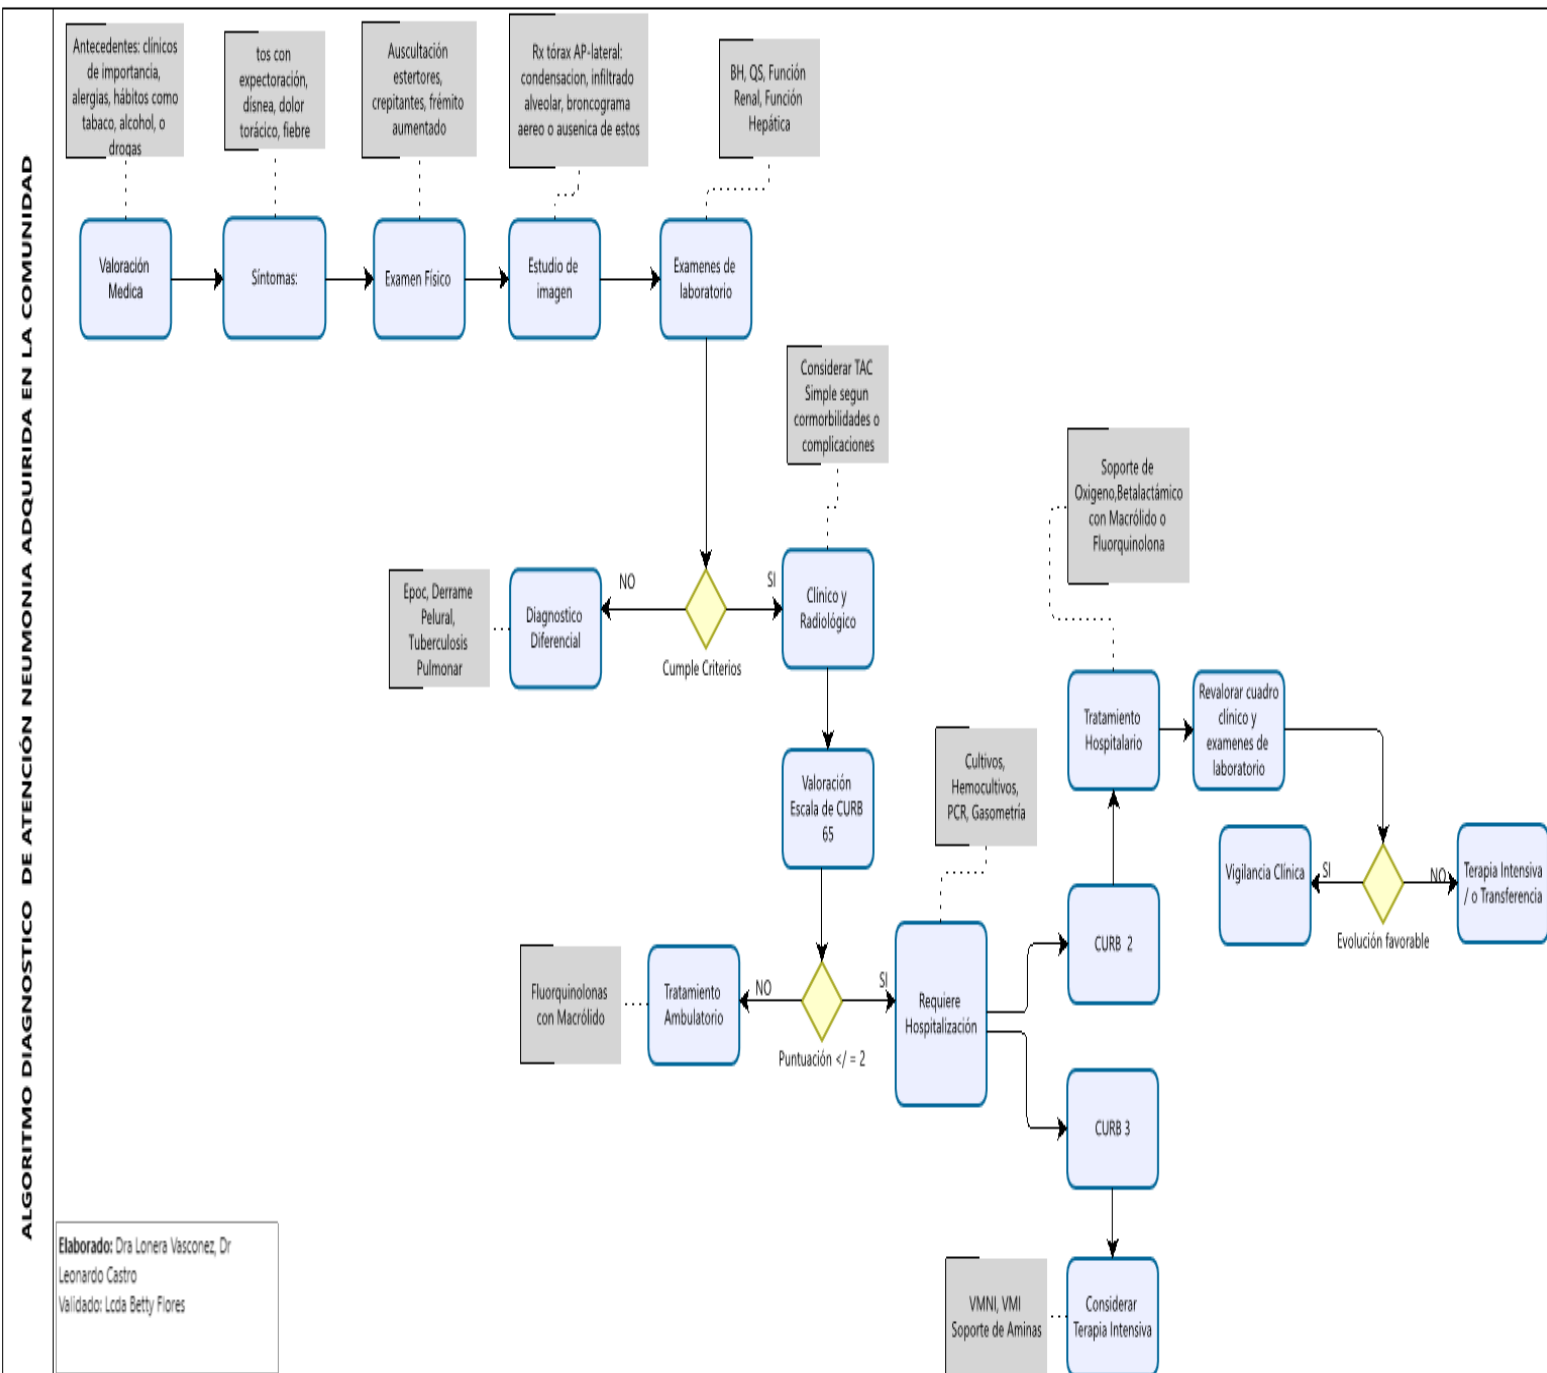 ALGORITMO DIAGNOSTICO DE ATENCIÓN NEUMONIA ADQUIRIDA EN LA COMUNIDAD
Antecedentes: clínicos
de importancia,
alergias, hábitos como
tabaco, alcohol, o
drogas
tos con
expectoración,
disnea, dolor
torácico, fiebre
Auscultación
estertores,
crepitantes, frémito
aumentado
Rx tórax AP-lateral:
condensacion, infiltrado
alveolar, broncograma
aereo o ausenica de estos
BH, QS, Función
Renal, Función
Hepática
Valoración
Medica
Síntomas:
Examen Físico
Estudio de
imagen
Examenes de
laboratorio
Considerar TAC
Simple segun
cormorbilidades o
complicaciones
Soporte de
Oxigeno,Betalactámico
con Macrólido o
Fluorquinolona
Epoc, Derrame
Pelural,
Tuberculosis
Pulmonar
Diagnostico
Diferencial
NO
SI
Cumple Criterios
Clínico y
Radiológico
Tratamiento
Hospitalario
Revalorar cuadro
clínico y
examenes de
laboratorio
Valoración
Escala de CURB
65
Cultivos,
Hemocultivos,
PCR, Gasometría
Vigilancia Clínica
SI
NO
Evolución favorable
Terapia Intensiva
/ o Transferencia
Fluorquinolonas
con Macrólido
Tratamiento
Ambulatorio
NO
SI
Puntuación </ = 2
Requiere
Hospitalización
CURB 2
CURB 3
VMNI, VMI
Soporte de Aminas
Considerar
Terapia Intensiva
Elaborado: Dra Lonera Vasconez, Dr
Leonardo Castro
Validado: Lcda Betty Flores